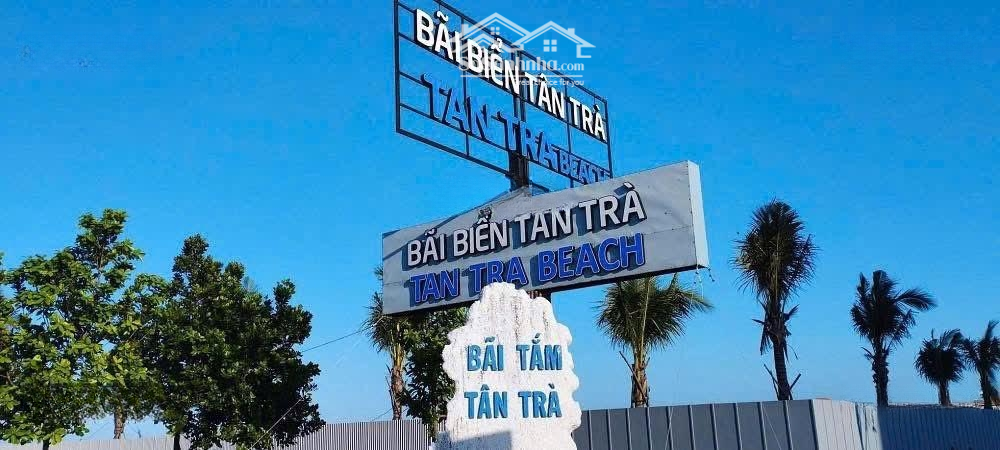 BÃI BIỂN TÂN TRÀ
TAN TRA BEACH
BÃI BIỂN TAN TRÀ
TAN TRA BEACH
BÃI TẮM
TÂN TRÀ